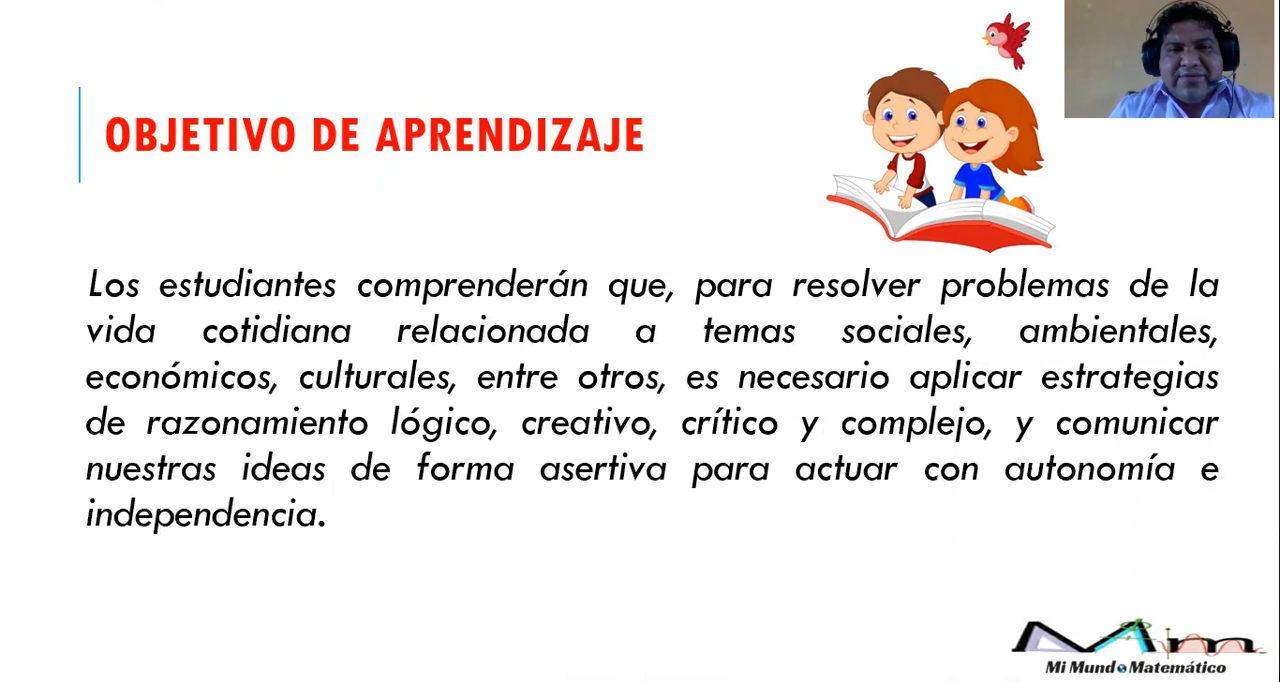 OBJETIVO DE APRENDIZAJE
Los estudiantes comprenderán que, para resolver problemas de la
vida cotidiana relacionada a temas sociales, ambientales,
económicos, culturales, entre otros, es necesario aplicar estrategias
de razonamiento lógico, creativo, crítico y complejo, y comunicar
nuestras ideas de forma asertiva para actuar con autonomía e
independencia.
Mim
Mi Mundo Matemático